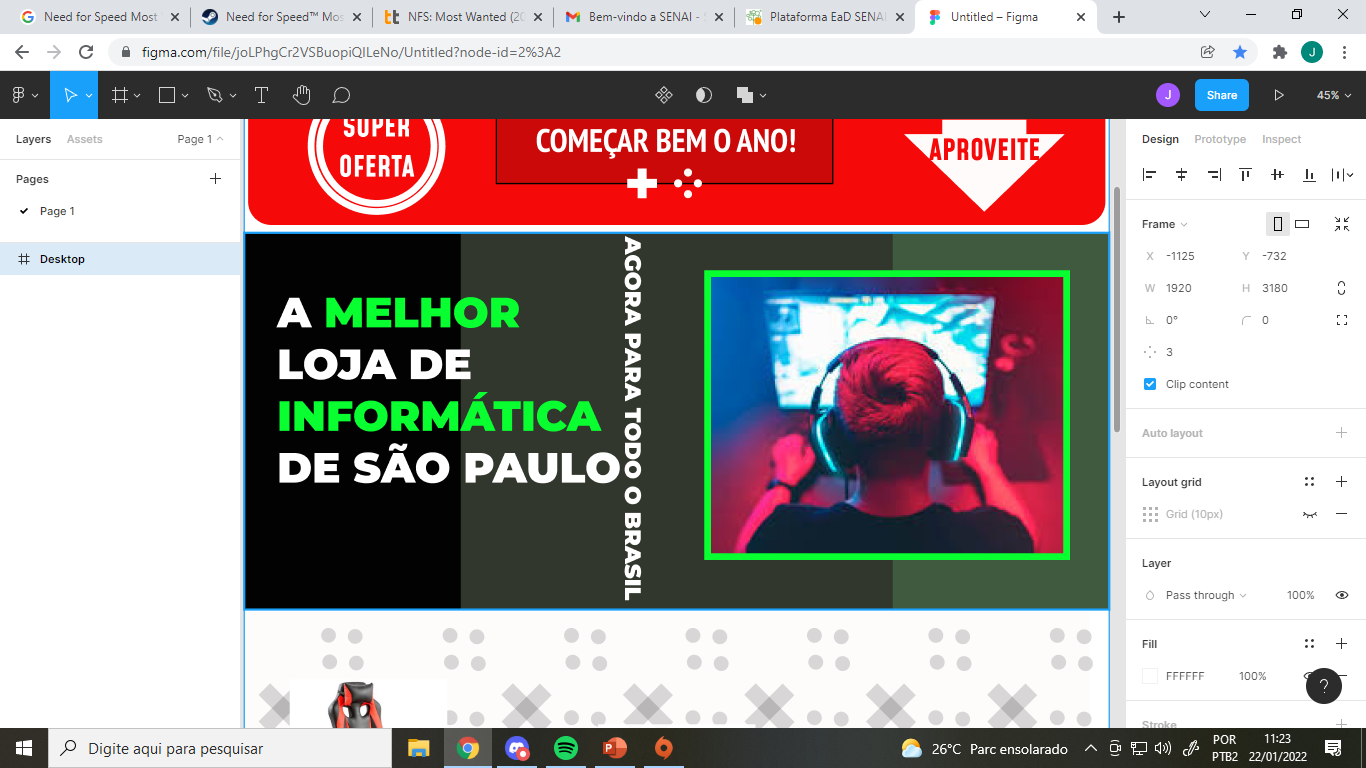 Need for Speed Most
Need for Speed™ Mos
NFS: Most Wanted (20
Bem-vindo a SENAI -
Plataforma EaD SENAI
Untitled – Figma
figma.com/file/joLPhgCr2VSBuopiQlLeNo/Untitled?node-id=2%3A2
J
J
Share
45%
Layers
Assets
Page 1
Pages
Page 1
Desktop
SUPER
OFERTA
COMEÇAR BEM O ANO!
APROVEITE
A MELHOR
LOJA DE
INFORMÁTICA
DE SÃO PAULO
AGORA PARA TODO O BRASIL
Design
Prototype
Inspect
Frame
X -1125
Y -732
W 1920
H 3180
0°
0
3
Clip content
Auto layout
Layout grid
Grid (10px)
Layer
Pass through
100%
Fill
FFFFFF
100%
?
Stroke
Digite aqui para pesquisar
26°C Parc ensolarado
POR
PTB2
11:23
22/01/2022